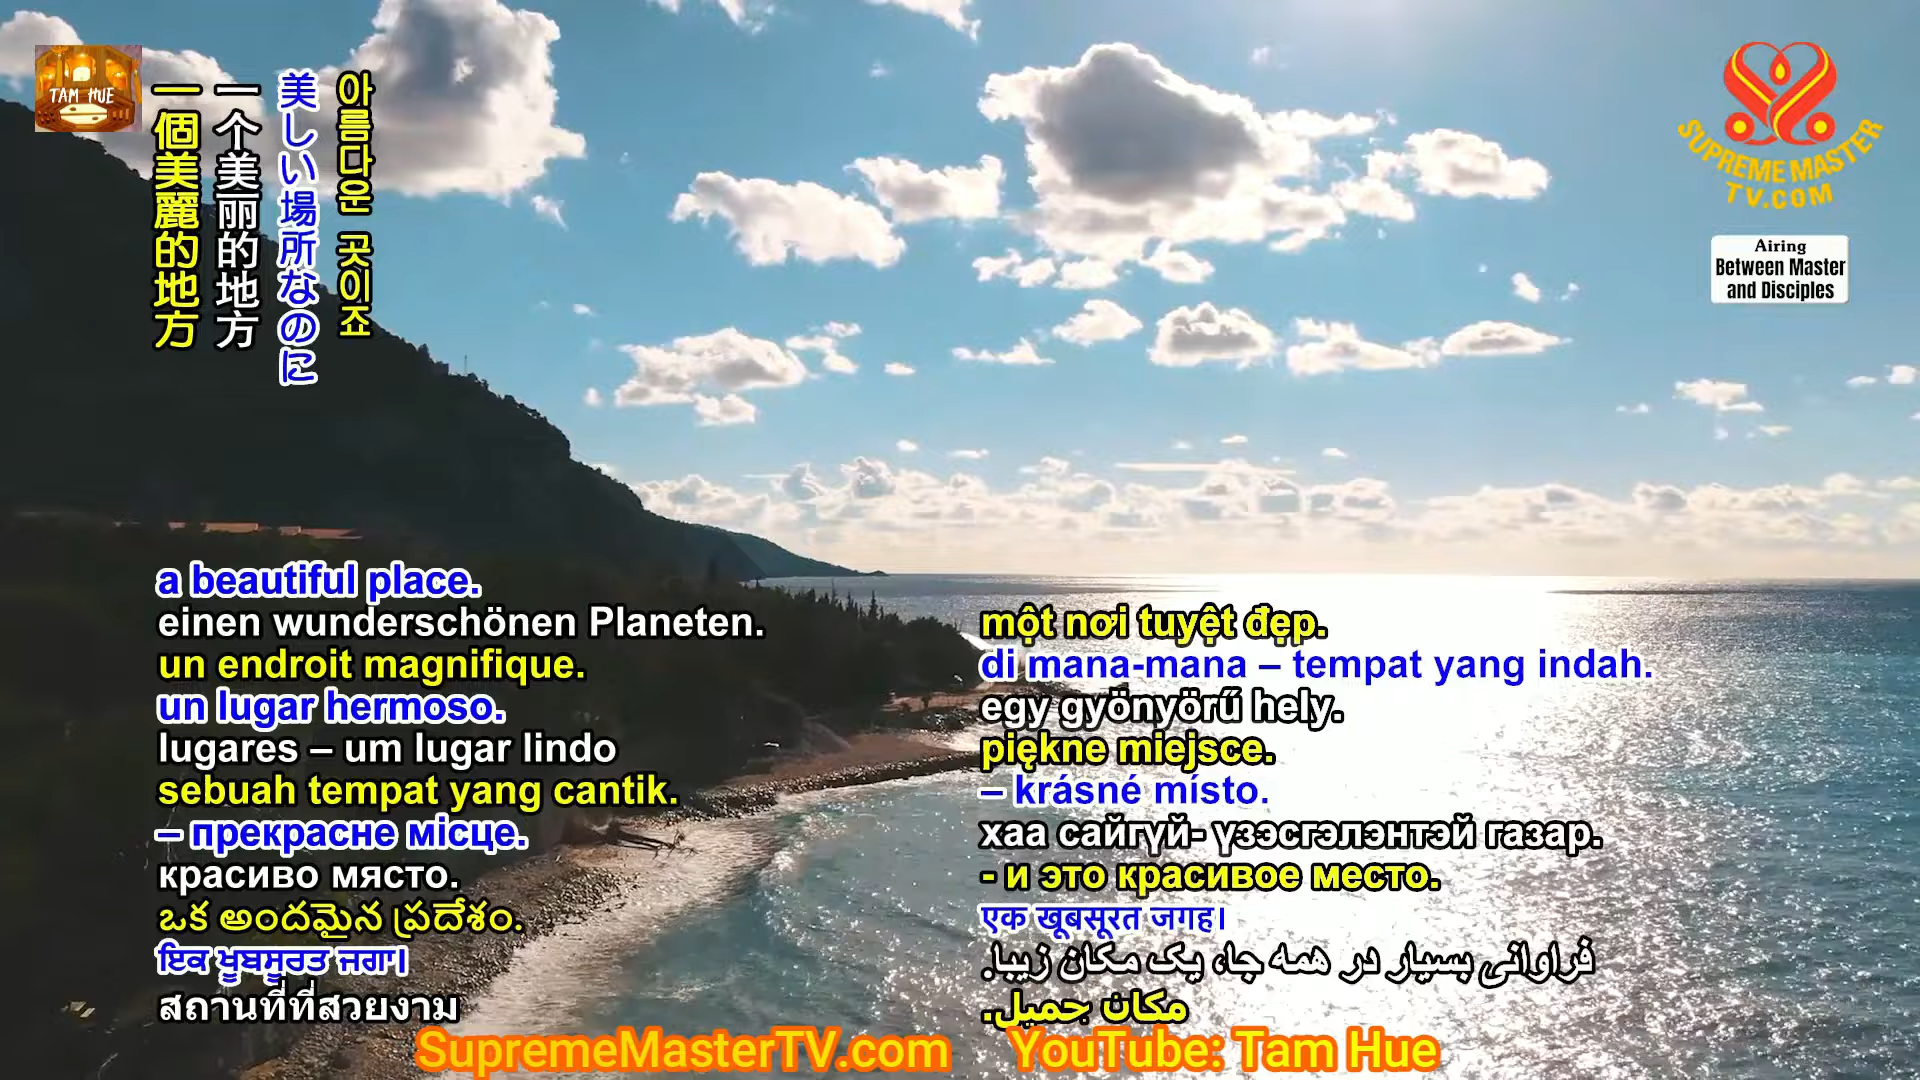 TAM HUE
一個美麗的地方
一个美丽的地方
美しい場所なのに
아름다운 곳이죠
SUPREME MASTER
TV.COM
Airing
Between Master
and Disciples
a beautiful place.
einen wunderschönen Planeten.
un endroit magnifique.
un lugar hermoso.
lugares – um lugar lindo
sebuah tempat yang cantik.
– прекрасне місце.
красиво място.
ఒక అందమైన ప్రదేశం.
ਇਕ ਖ਼ੂਬਸੂਰਤ ਜਗਾ।
สถานที่ที่สวยงาม
một nơi tuyệt đẹp.
di mana-mana – tempat yang indah.
egy gyönyörű hely.
piękne miejsce.
– krásné místo.
хаа сайгүй- үзэсгэлэнтэй газар.
- и это красивое место.
एक खूबसूरत जगह।
فراوانی بسیار در همه جا، یک مکان زیبا.
مكان جميل.
SupremeMasterTV.com YouTube: Tam Hue